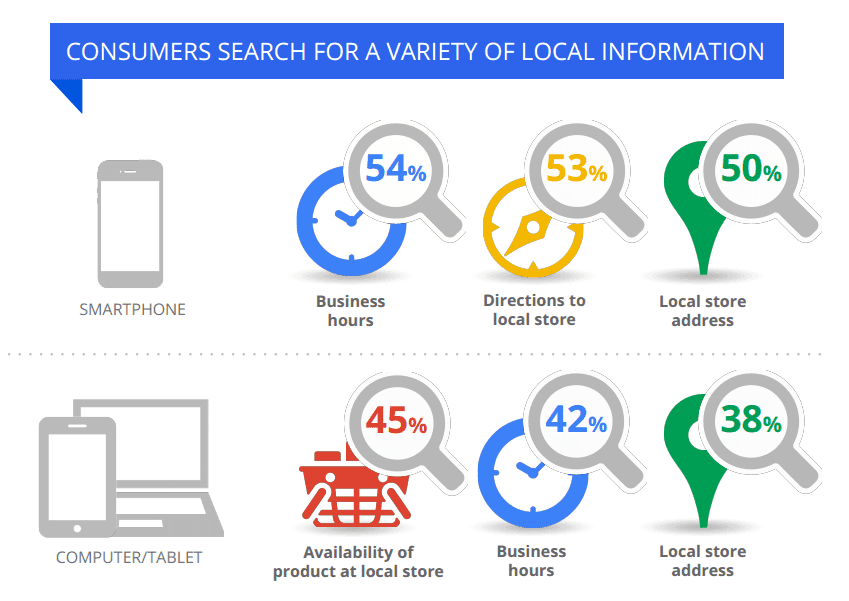 CONSUMERS SEARCH FOR A VARIETY OF LOCAL INFORMATION
54%
53%
50%
SMARTPHONE
Business
hours
Directions to
local store
Local store
address
45%
42%
38%
COMPUTER/TABLET
Availability of
product at local store
Business
hours
Local store
address